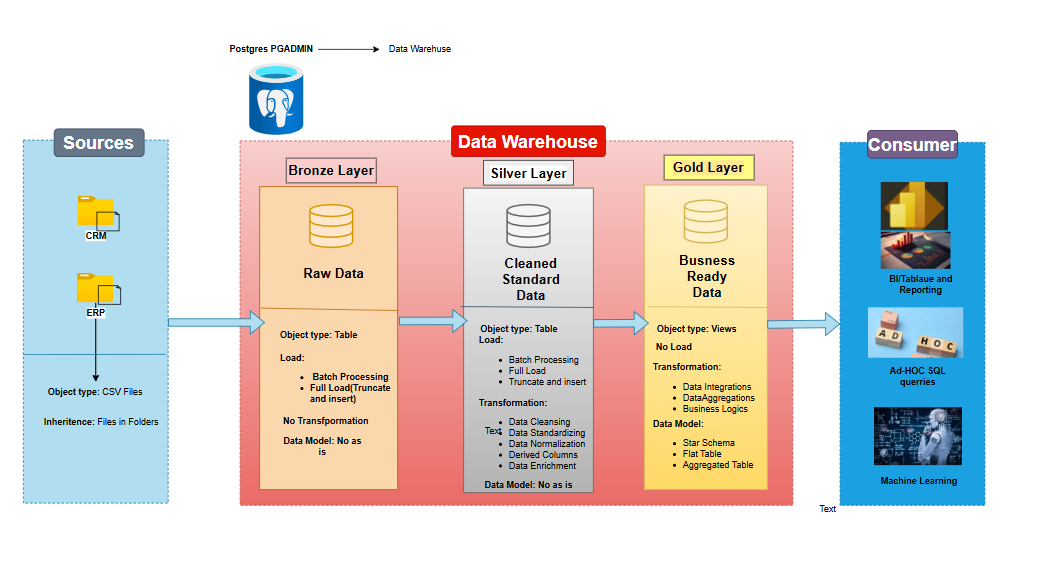 Postgres PGADMIN
Data Warehuse
Sources
CRM
ERP
Object type: CSV Files
Inheritence: Files in Folders
Data Warehouse
Bronze Layer
Raw Data
Object type: Table
Load:
Batch Processing
Full Load(Truncate
and insert)
No Transfpormation
Data Model: No as
is
Silver Layer
Cleaned
Standard
Data
Object type: Table
Load:
Batch Processing
Full Load
Truncate and insert
Transformation:
Data Cleansing
Text
Data Standardizing
Data Normalization
Derived Columns
Data Enrichment
Data Model: No as is
Gold Layer
Busness
Ready
Data
Object type: Views
No Load
Transformation:
Data Integrations
DataAggregations
Business Logics
Data Model:
Star Schema
Flat Table
Aggregated Table
Consumer
BI/Tablaue and
Reporting
AD HOC
Ad-HOC SQL
querries
Machine Learning
Text